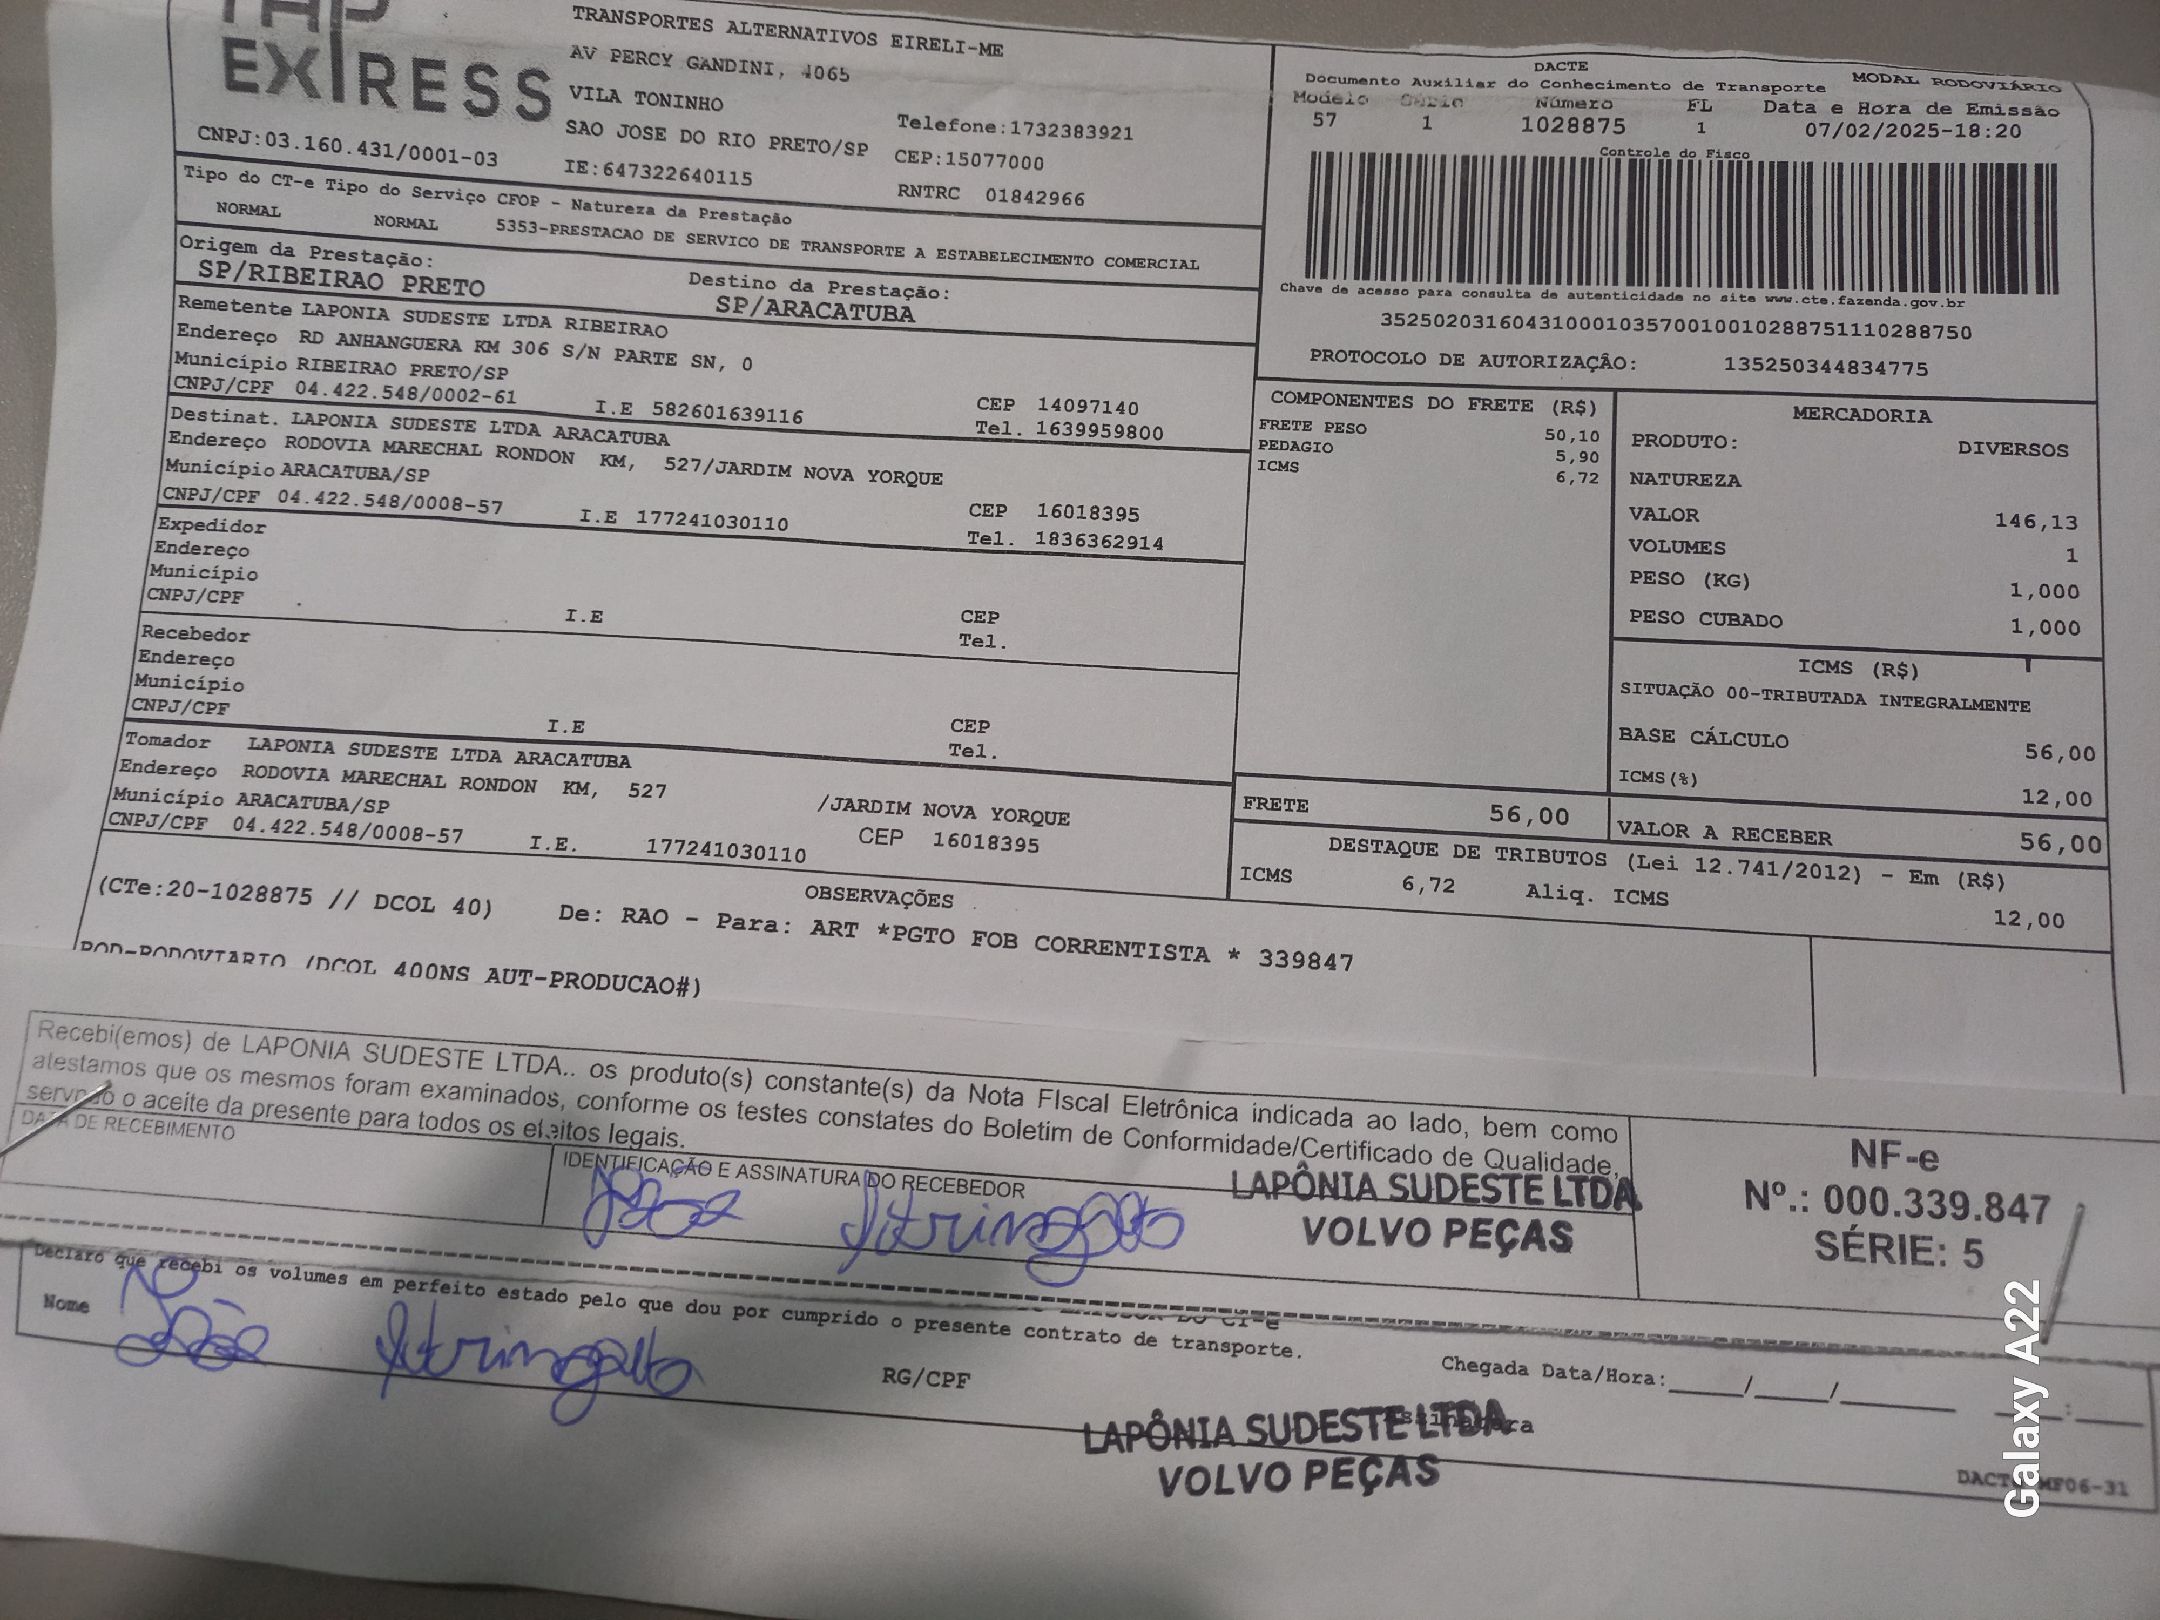 EXPRESS
CNPJ:03.160.431/0001-03
TRANSPORTES ALTERNATIVOS EIRELI-ME
AV PERCY GANDINI, 4065
VILA TONINHO
SAO JOSE DO RIO PRETO/SP
IE:647322640115
Telefone:1732383921
CEP:15077000
RNTRC 01842966
DACTE MODAL RODOVIÁRIO
Documento Auxiliar do Conhecimento de Transporte
Modelo Série Número FL Data e Hora de Emissão
57 1 1028875 1 07/02/2025-18:20
Controle do Fisco
Chave de acesso para consulta de autenticidade no site www.cte.fazenda.gov.br
35250203160431000103570010010288751110288750
PROTOCOLO DE AUTORIZAÇÃO: 135250344834775
Tipo do CT-e Tipo do Serviço CFOP - Natureza da Prestação
NORMAL NORMAL 5353-PRESTACAO DE SERVICO DE TRANSPORTE A ESTABELECIMENTO COMERCIAL
Origem da Prestação: Destino da Prestação:
SP/RIBEIRAO PRETO SP/ARACATUBA
Remetente LAPONIA SUDESTE LTDA RIBEIRAO
Endereço RD ANHANGUERA KM 306 S/N PARTE SN, 0
Município RIBEIRAO PRETO/SP CEP 14097140
CNPJ/CPF 04.422.548/0002-61 I.E 582601639116 Tel. 1639959800
Destinat. LAPONIA SUDESTE LTDA ARACATUBA
Endereço RODOVIA MARECHAL RONDON KM, 527/JARDIM NOVA YORQUE
Município ARACATUBA/SP CEP 16018395
CNPJ/CPF 04.422.548/0008-57 I.E 177241030110 Tel. 1836362914
Expedidor
Endereço
Município CEP
CNPJ/CPF I.E Tel.
Recebedor
Endereço
Município CEP
CNPJ/CPF I.E Tel.
Tomador LAPONIA SUDESTE LTDA ARACATUBA
Endereço RODOVIA MARECHAL RONDON KM, 527 /JARDIM NOVA YORQUE
Município ARACATUBA/SP CEP 16018395
CNPJ/CPF 04.422.548/0008-57 I.E. 177241030110
COMPONENTES DO FRETE (R$)
FRETE PESO 50,10
PEDAGIO 5,90
ICMS 6,72
MERCADORIA
PRODUTO: DIVERSOS
NATUREZA
VALOR 146,13
VOLUMES 1
PESO (KG) 1,000
PESO CUBADO 1,000
ICMS (R$)
SITUAÇÃO 00-TRIBUTADA INTEGRALMENTE
BASE CÁLCULO 56,00
ICMS(%) 12,00
FRETE 56,00 VALOR A RECEBER 56,00
DESTAQUE DE TRIBUTOS (Lei 12.741/2012) - Em (R$)
ICMS 6,72 Aliq. ICMS 12,00
OBSERVAÇÕES
(CTe:20-1028875 // DCOL 40) De: RAO - Para: ART *PGTO FOB CORRENTISTA * 339847
ROD-RODOVIARIO (DCOL 400NS AUT-PRODUCAO#)
Recebi(emos) de LAPONIA SUDESTE LTDA.. os produto(s) constante(s) da Nota FIscal Eletrônica indicada ao lado, bem como
atestamos que os mesmos foram examinados, conforme os testes constates do Boletim de Conformidade/Certificado de Qualidade,
servndo o aceite da presente para todos os efeitos legais.
DATA DE RECEBIMENTO
IDENTIFICAÇÃO E ASSINATURA DO RECEBEDOR
LAPÔNIA SUDESTE LTDA
VOLVO PEÇAS
NF-e
Nº.: 000.339.847
SÉRIE: 5
Declaro que recebi os volumes em perfeito estado pelo que dou por cumprido o presente contrato de transporte.
Nome RG/CPF Chegada Data/Hora:_____/_____/_______ ____:____
Assinatura
LAPÔNIA SUDESTE LTDA
VOLVO PEÇAS
Galaxy A22